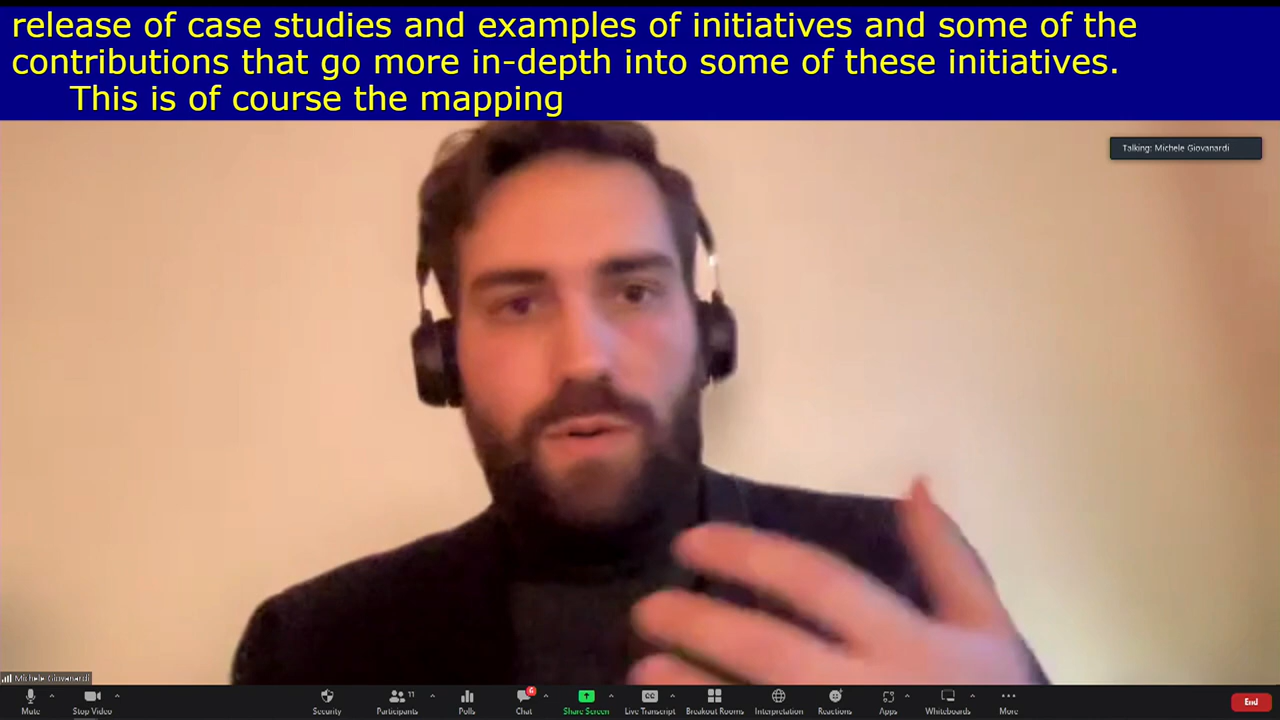 release of case studies and examples of initiatives and some of the
contributions that go more in-depth into some of these initiatives.
This is of course the mapping
Talking: Michele Giovanardi
Michele Giovanardi
Mute
Stop Video
Security
Participants
11
Polls
Chat
6
Share Screen
CC
Live Transcript
Breakout Rooms
Interpretation
Reactions
Apps
Whiteboards
More
End